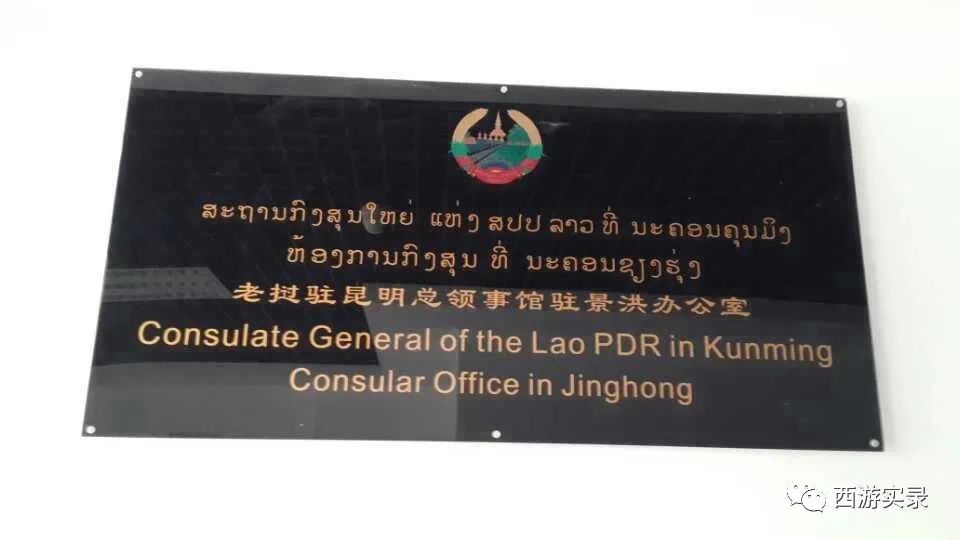 ສະຖານກົງສຸນໃຫຍ່ ແຫ່ງ ສປປ ລາວ ທີ່ ນະຄອນຄຸນມິງ
ຫ້ອງການກົງສຸນ ທີ່ ນະຄອນຊຽງຮຸ່ງ
老挝驻昆明总领事馆驻景洪办公室
Consulate General of the Lao PDR in Kunming
Consular Office in Jinghong
西游实录